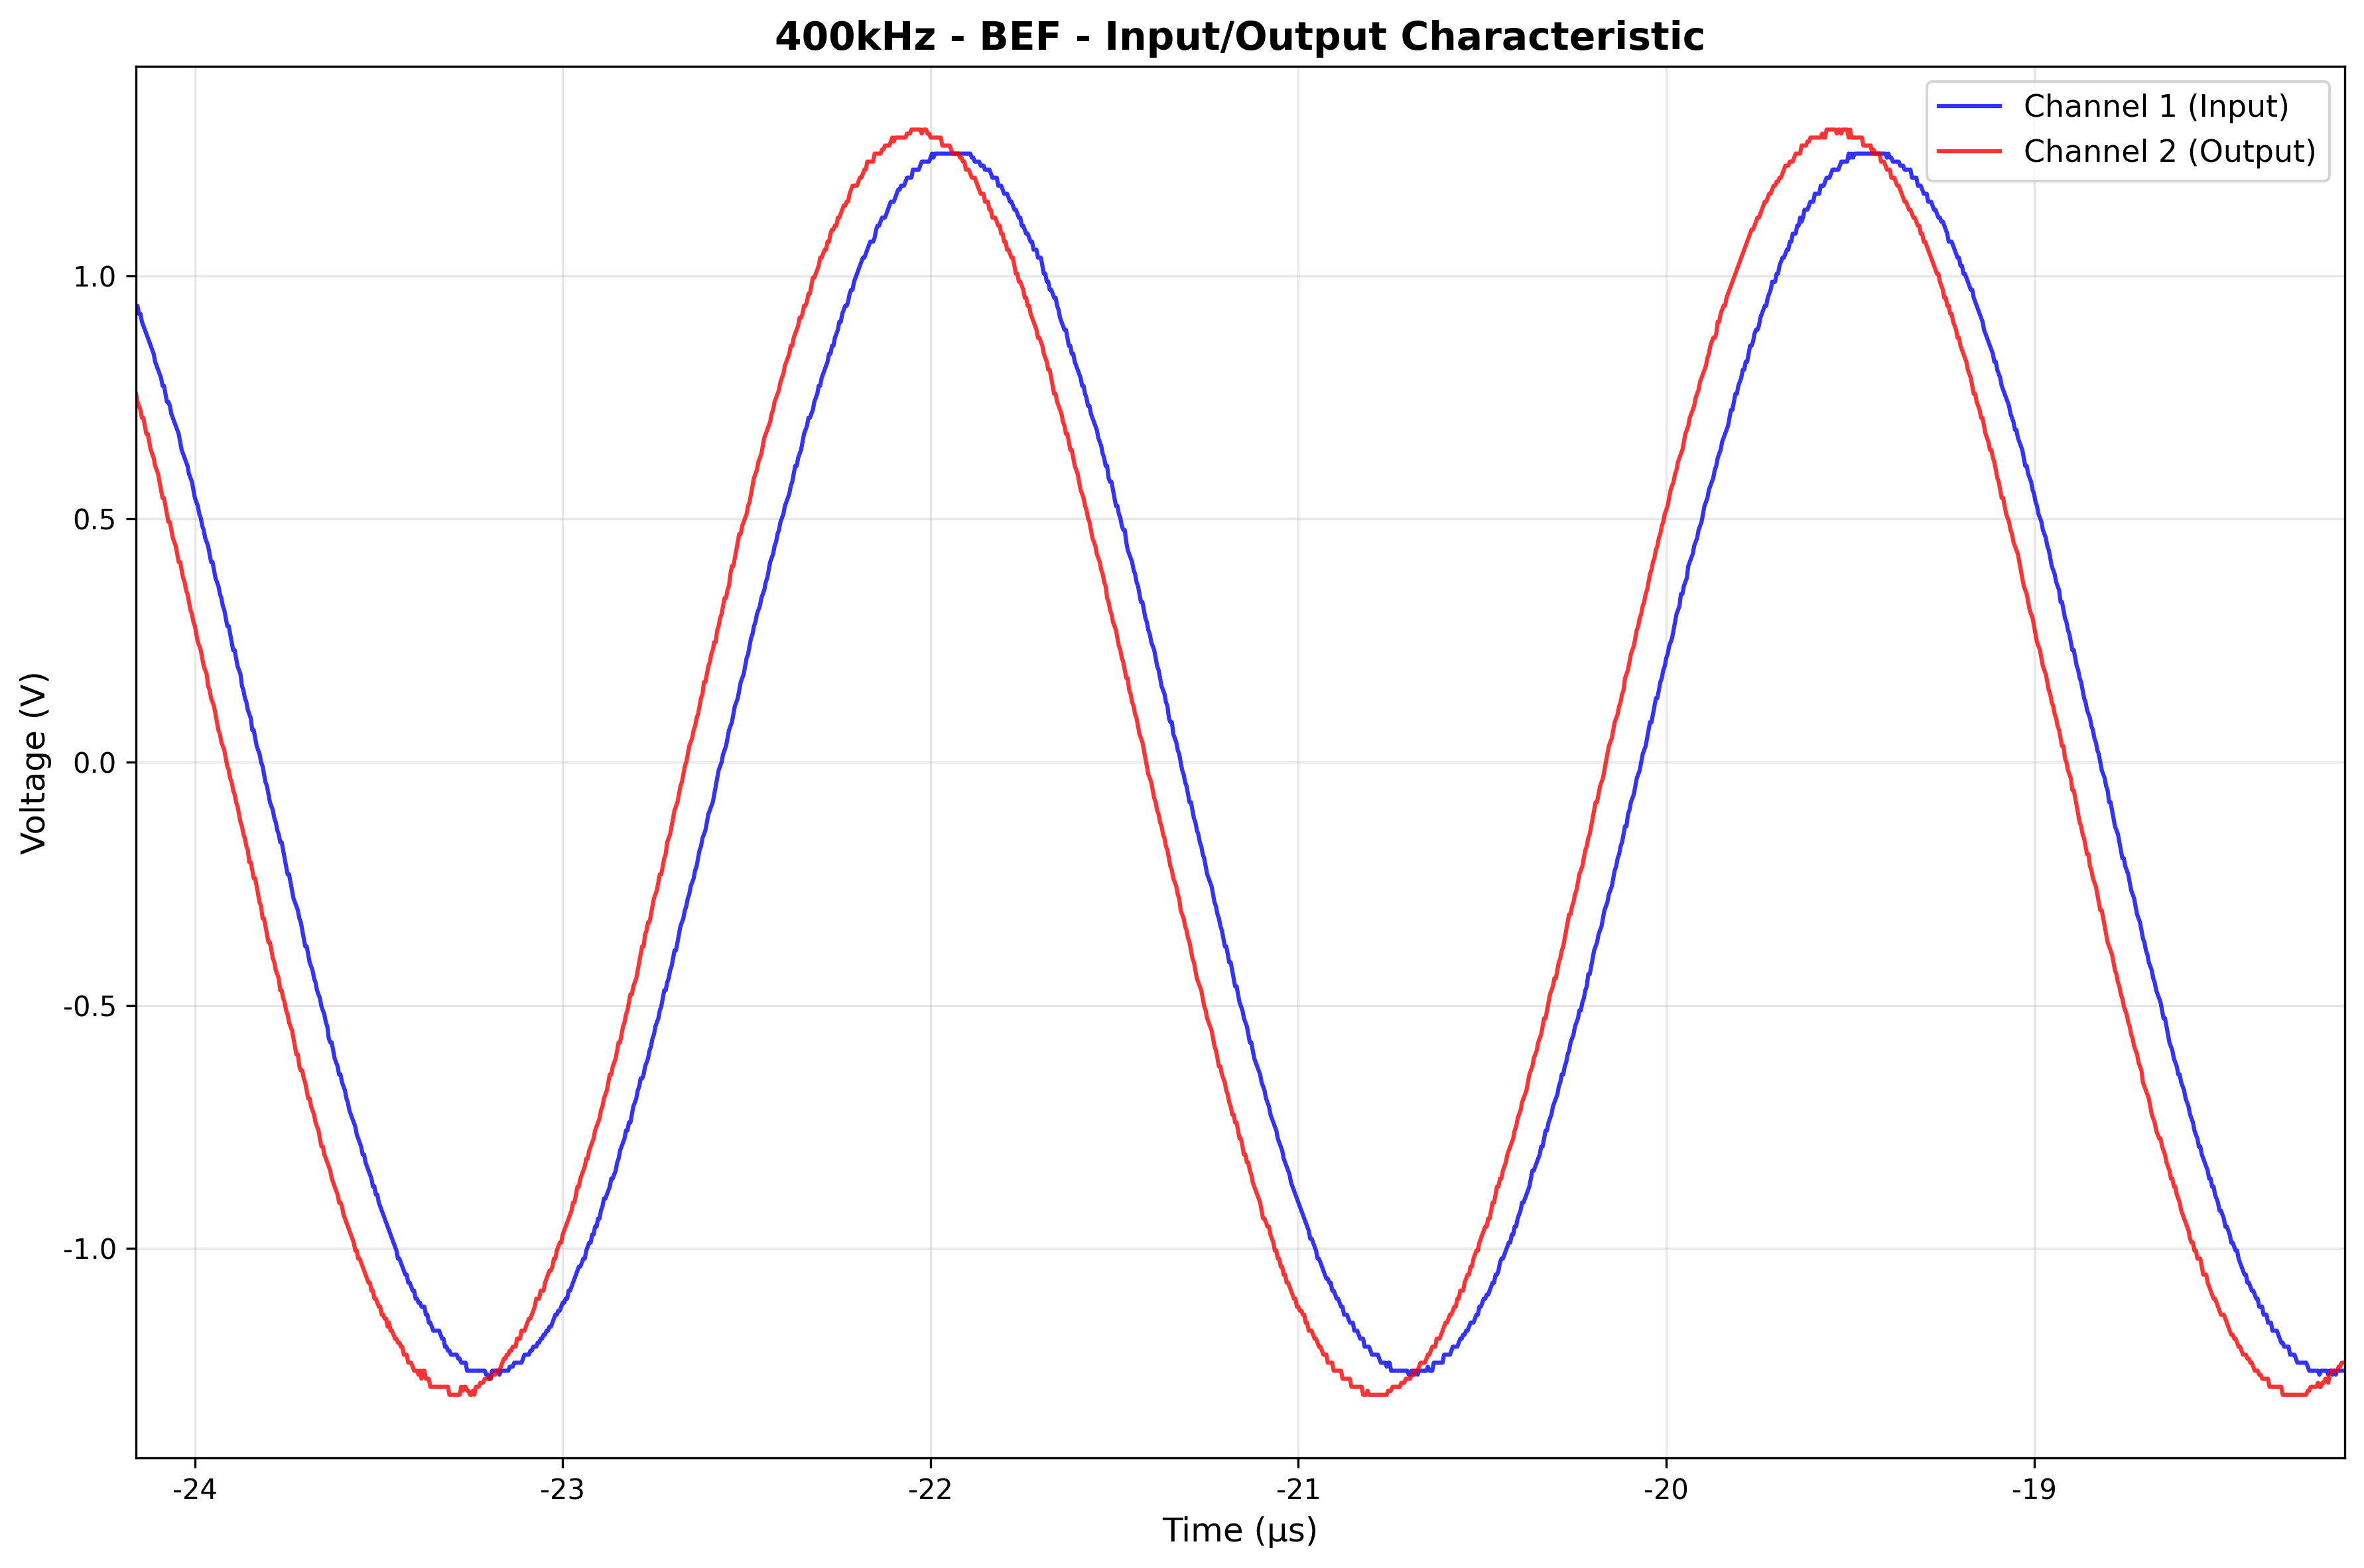 400kHz - BEF - Input/Output Characteristic
Channel 1 (Input)
Channel 2 (Output)
1.0
0.5
0.0
-0.5
-1.0
Voltage (V)
-24
-23
-22
-21
-20
-19
Time (µs)